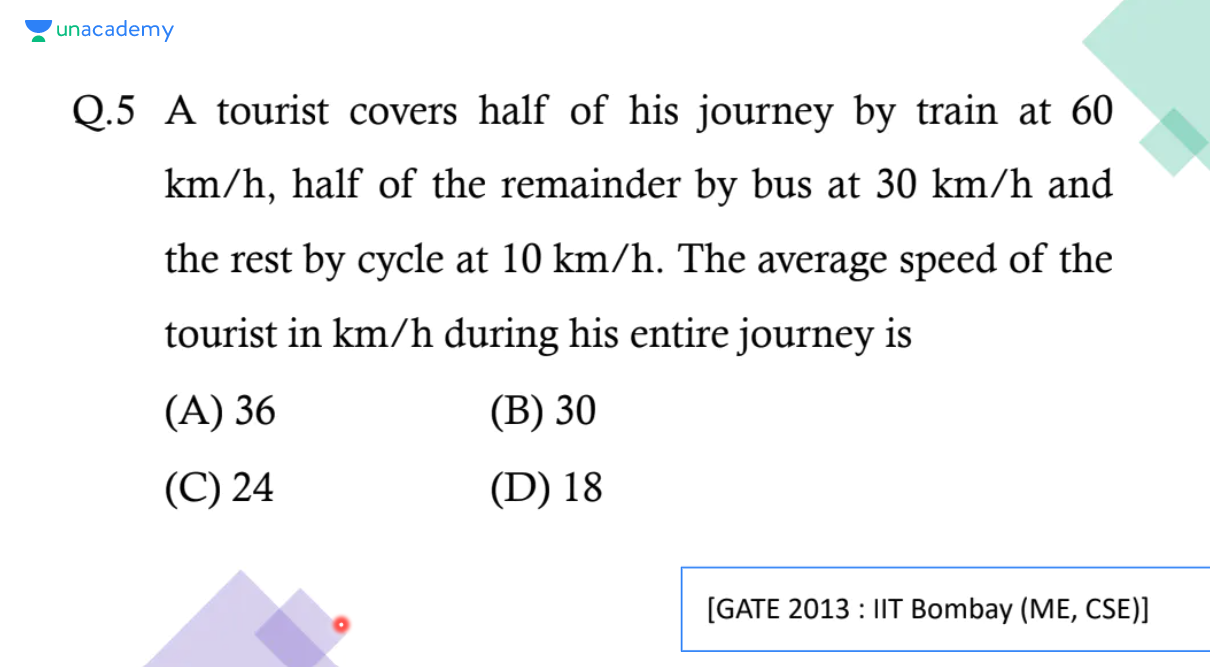 unacademy
Q.5 A tourist covers half of his journey by train at 60
km/h, half of the remainder by bus at 30 km/h and
the rest by cycle at 10 km/h. The average speed of the
tourist in km/h during his entire journey is
(A) 36 (B) 30
(C) 24 (D) 18
[GATE 2013 : IIT Bombay (ME, CSE)]